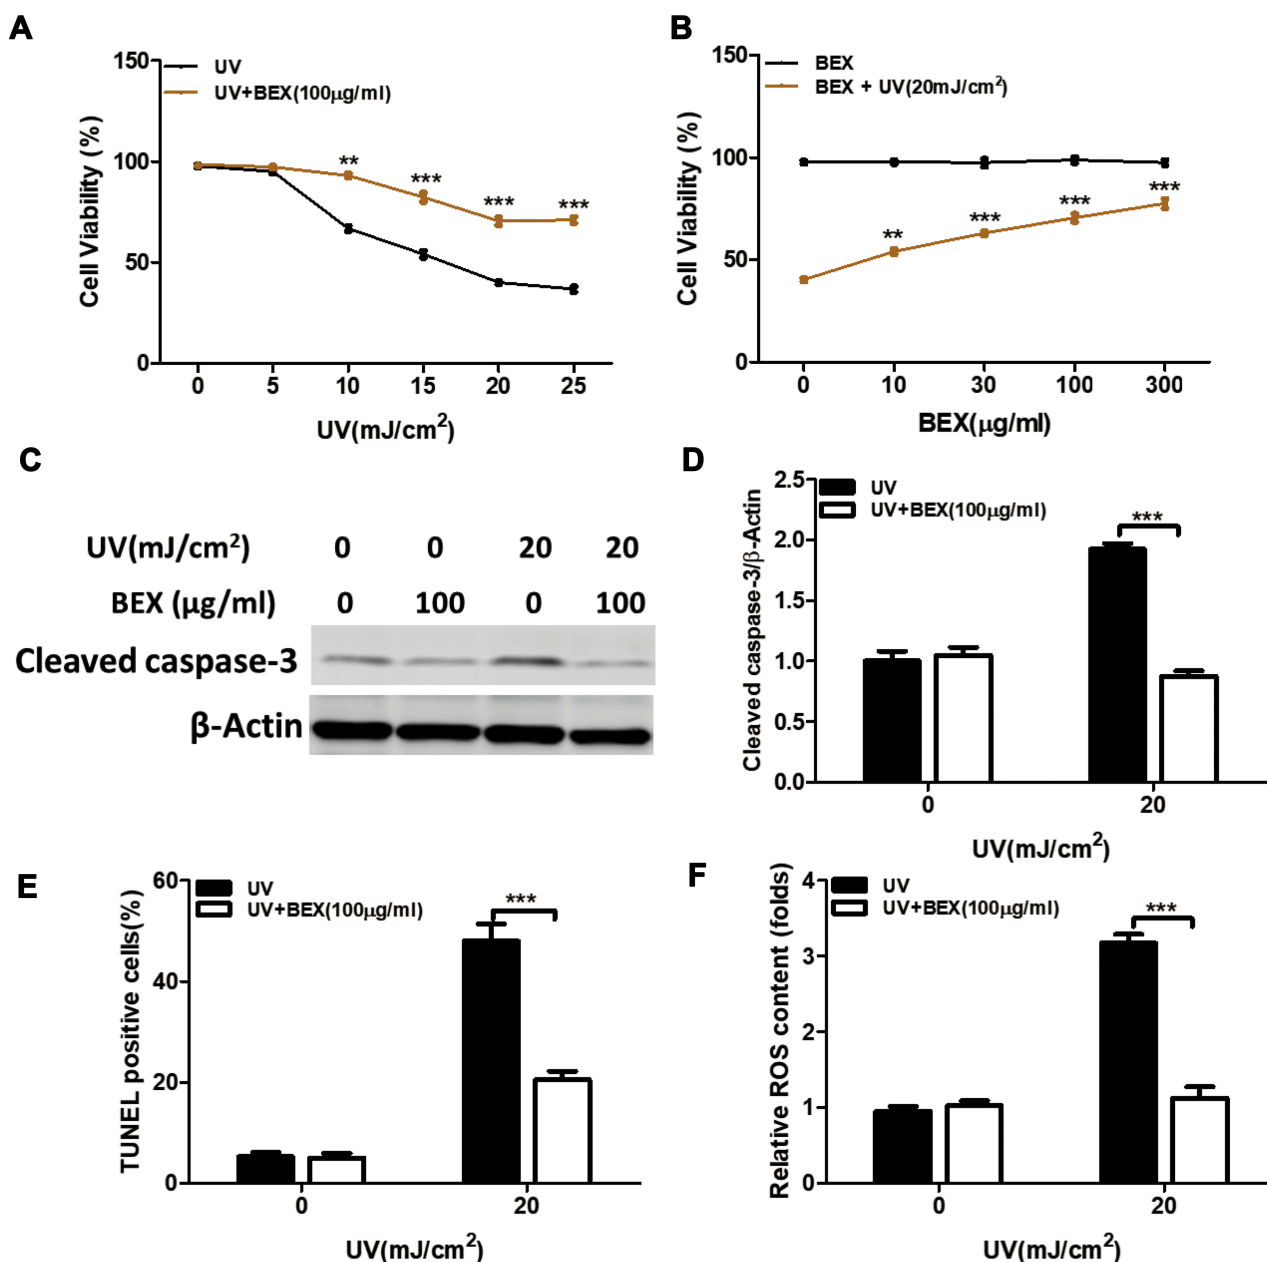 A
150
UV
UV+BEX(100μg/ml)
Cell Viability (%)
100
**
***
***
***
50
0
0 5 10 15 20 25
UV(mJ/cm2)
B
150
BEX
BEX + UV(20mJ/cm2)
Cell Viability (%)
100
**
***
***
***
50
0
0 10 30 100 300
BEX(μg/ml)
C
UV(mJ/cm2) 0 0 20 20
BEX (μg/ml) 0 100 0 100
Cleaved caspase-3
β-Actin
D
2.5
UV
UV+BEX(100μg/ml)
***
Cleaved caspase-3/β-Actin
2.0
1.5
1.0
0.5
0.0
0 20
UV(mJ/cm2)
E
60
UV
UV+BEX(100μg/ml)
***
TUNEL positive cells(%)
40
20
0
0 20
UV(mJ/cm2)
F
4
UV
UV+BEX(100μg/ml)
***
Relative ROS content (folds)
3
2
1
0
0 20
UV(mJ/cm2)